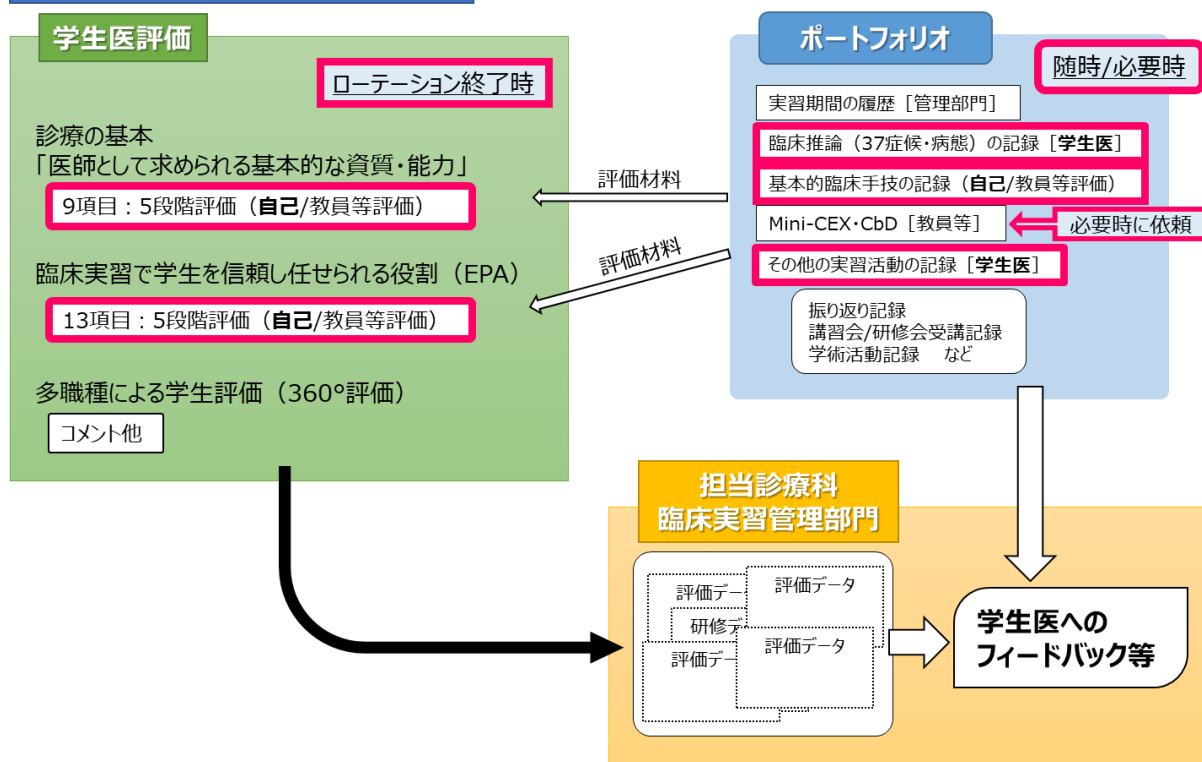 学生医評価
ローテーション終了時
診療の基本
「医師として求められる基本的な資質・能力」
9項目：5段階評価（自己/教員等評価）
臨床実習で学生を信頼し任せられる役割（EPA）
13項目：5段階評価（自己/教員等評価）
多職種による学生評価（360°評価）
コメント他
評価材料
評価材料
ポートフォリオ
随時/必要時
実習期間の履歴［管理部門］
臨床推論（37症候・病態）の記録［学生医］
基本的臨床手技の記録（自己/教員等評価）
Mini-CEX・CbD［教員等］
必要時に依頼
その他の実習活動の記録［学生医］
振り返り記録
講習会/研修会受講記録
学術活動記録　など
担当診療科
臨床実習管理部門
評価デー
評価データ
研修デ
評価デー
評価データ
学生医への
フィードバック等